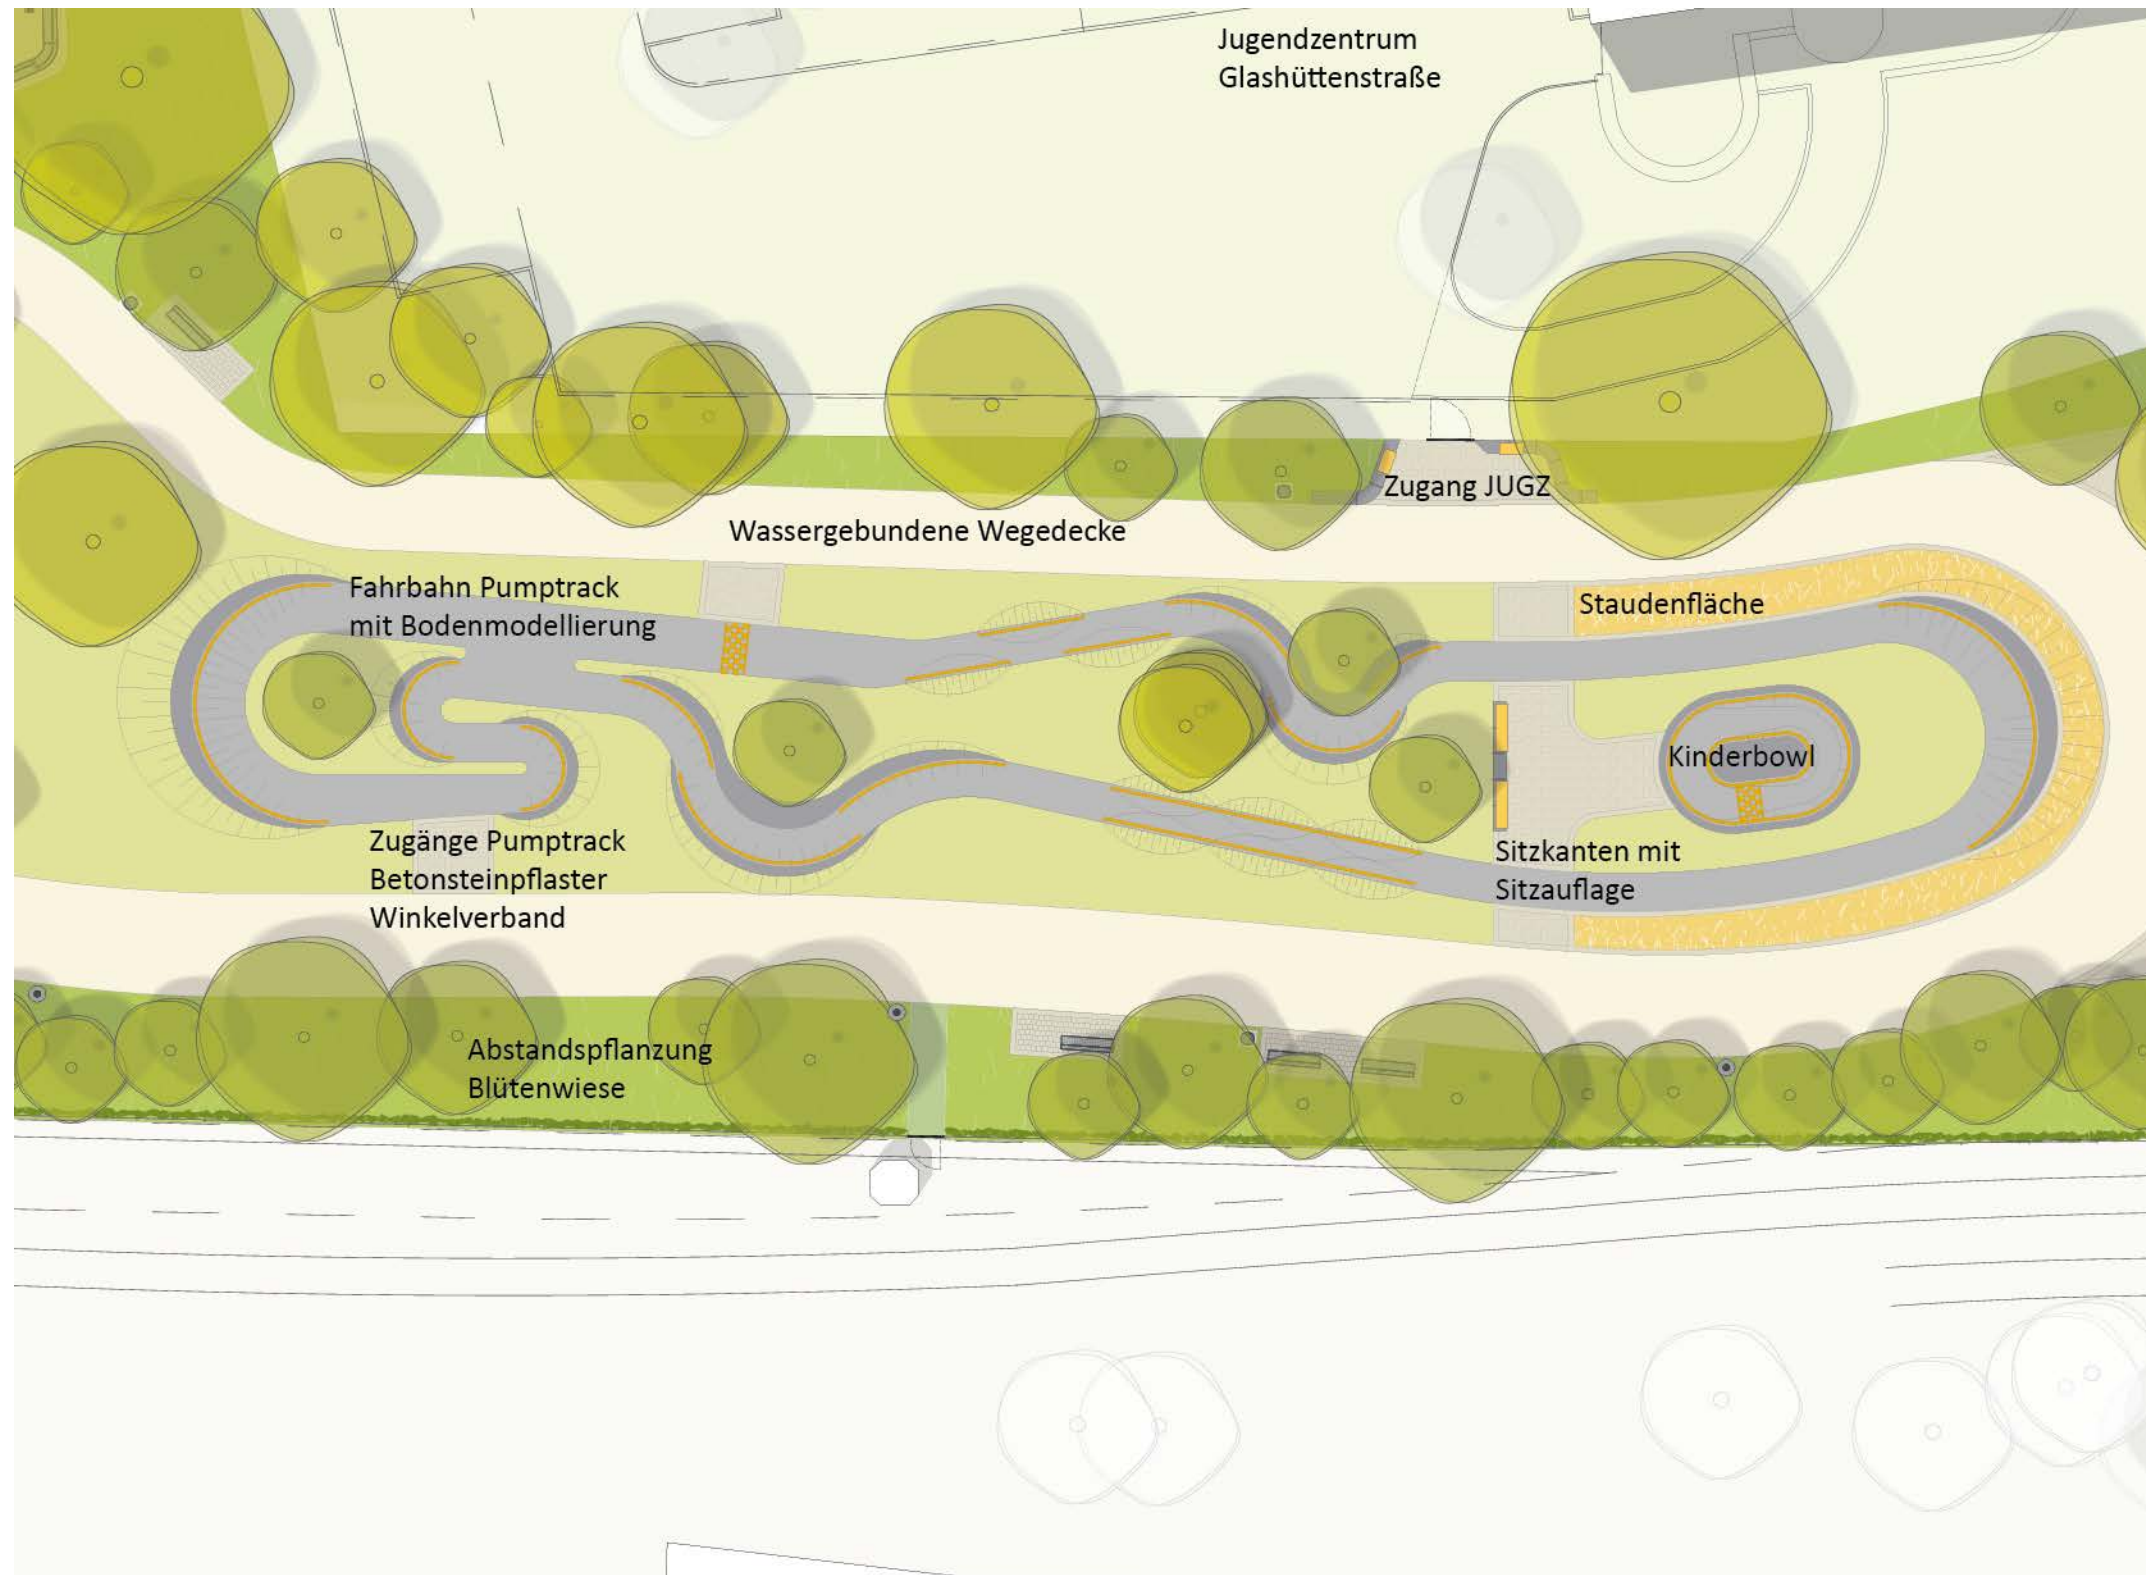 Jugendzentrum
Glashüttenstraße
Zugang JUGZ
Wassergebundene Wegedecke
Fahrbahn Pumptrack
mit Bodenmodellierung
Staudenfläche
Kinderbowl
Zugänge Pumptrack
Betonsteinpflaster
Winkelverband
Sitzkanten mit
Sitzauflage
Abstandspflanzung
Blütenwiese